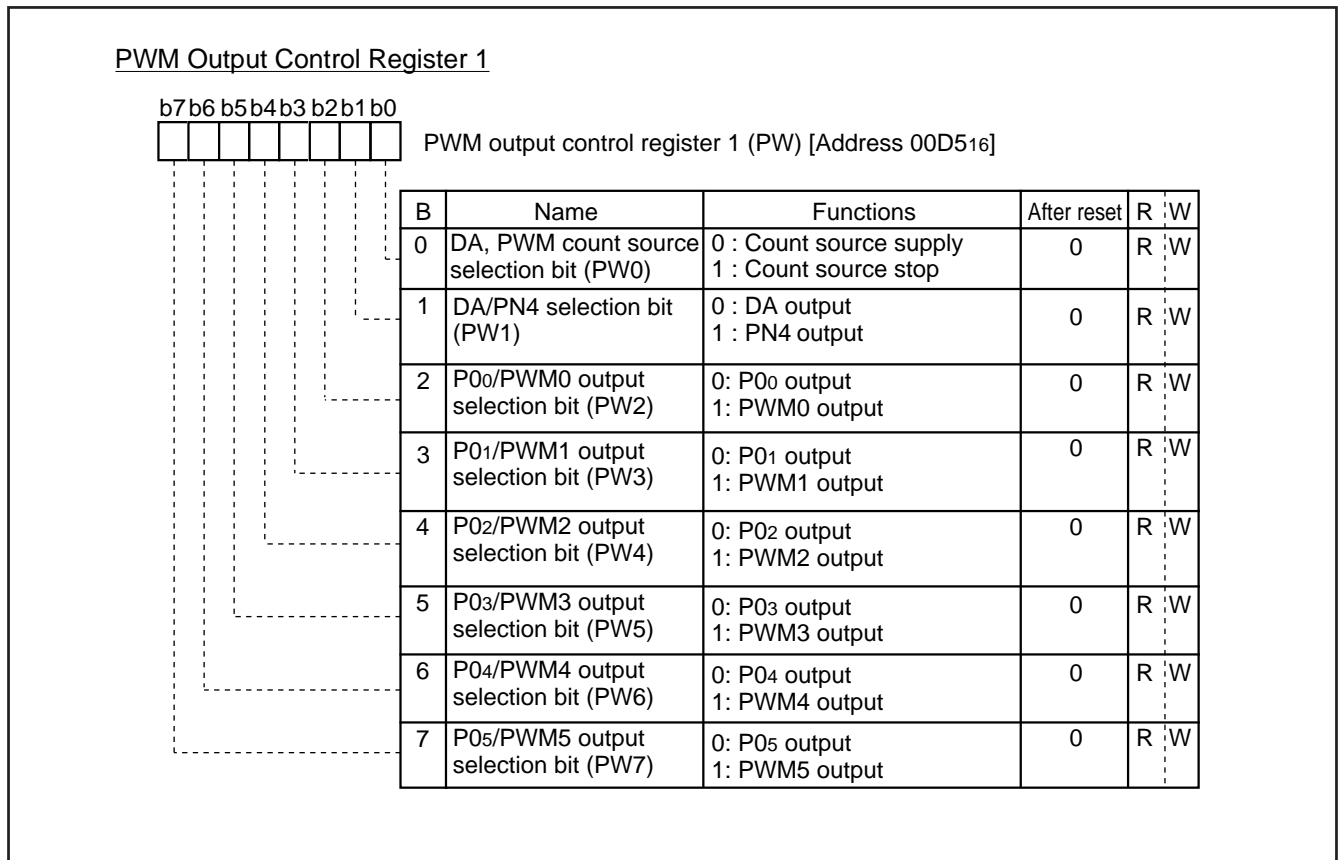 PWM Output Control Register 1
b7 b6 b5 b4 b3 b2 b1 b0
PWM output control register 1 (PW) [Address 00D516]
B Name Functions After reset R W
0 DA, PWM count source selection bit (PW0) 0 : Count source supply 1 : Count source stop 0 R W
1 DA/PN4 selection bit (PW1) 0 : DA output 1 : PN4 output 0 R W
2 P00/PWM0 output selection bit (PW2) 0: P00 output 1: PWM0 output 0 R W
3 P01/PWM1 output selection bit (PW3) 0: P01 output 1: PWM1 output 0 R W
4 P02/PWM2 output selection bit (PW4) 0: P02 output 1: PWM2 output 0 R W
5 P03/PWM3 output selection bit (PW5) 0: P03 output 1: PWM3 output 0 R W
6 P04/PWM4 output selection bit (PW6) 0: P04 output 1: PWM4 output 0 R W
7 P05/PWM5 output selection bit (PW7) 0: P05 output 1: PWM5 output 0 R W